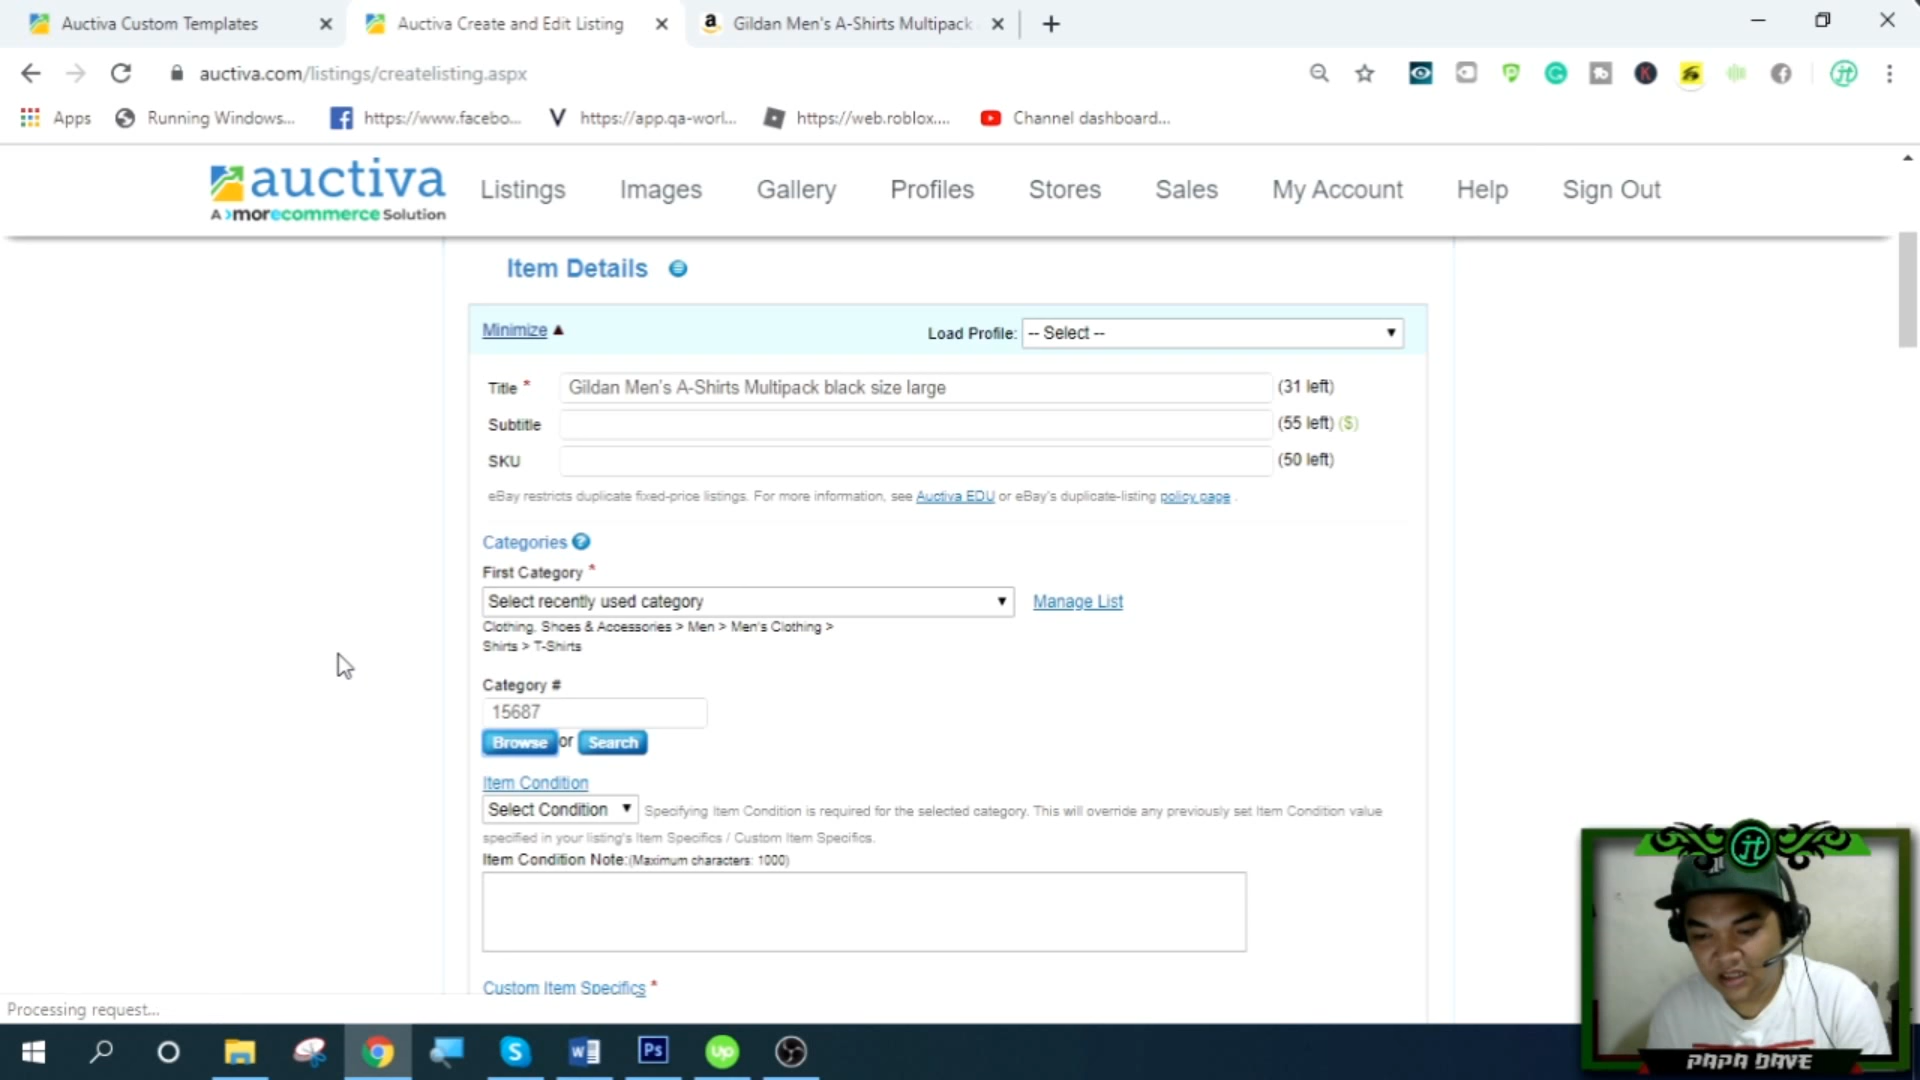 Auctiva Custom Templates
Auctiva Create and Edit Listing
Gildan Men's A-Shirts Multipack
auctiva.com/listings/createlisting.aspx
Apps
Running Windows...
https://www.facebo...
https://app.qa-worl...
https://web.roblox....
Channel dashboard...
auctiva
A >morecommerce Solution
Listings
Images
Gallery
Profiles
Stores
Sales
My Account
Help
Sign Out
Item Details
Minimize ▲
Load Profile: -- Select --
Title * Gildan Men's A-Shirts Multipack black size large (31 left)
Subtitle (55 left) ($)
SKU (50 left)
eBay restricts duplicate fixed-price listings. For more information, see Auctiva EDU or eBay's duplicate-listing policy page .
Categories ?
First Category *
Select recently used category Manage List
Clothing, Shoes & Accessories > Men > Men's Clothing >
Shirts > T-Shirts
Category #
15687
Browse or Search
Item Condition
Select Condition Specifying Item Condition is required for the selected category. This will override any previously set Item Condition value
specified in your listing's Item Specifics / Custom Item Specifics.
Item Condition Note:(Maximum characters: 1000)
Custom Item Specifics *
Processing request...
PAPA DAVE